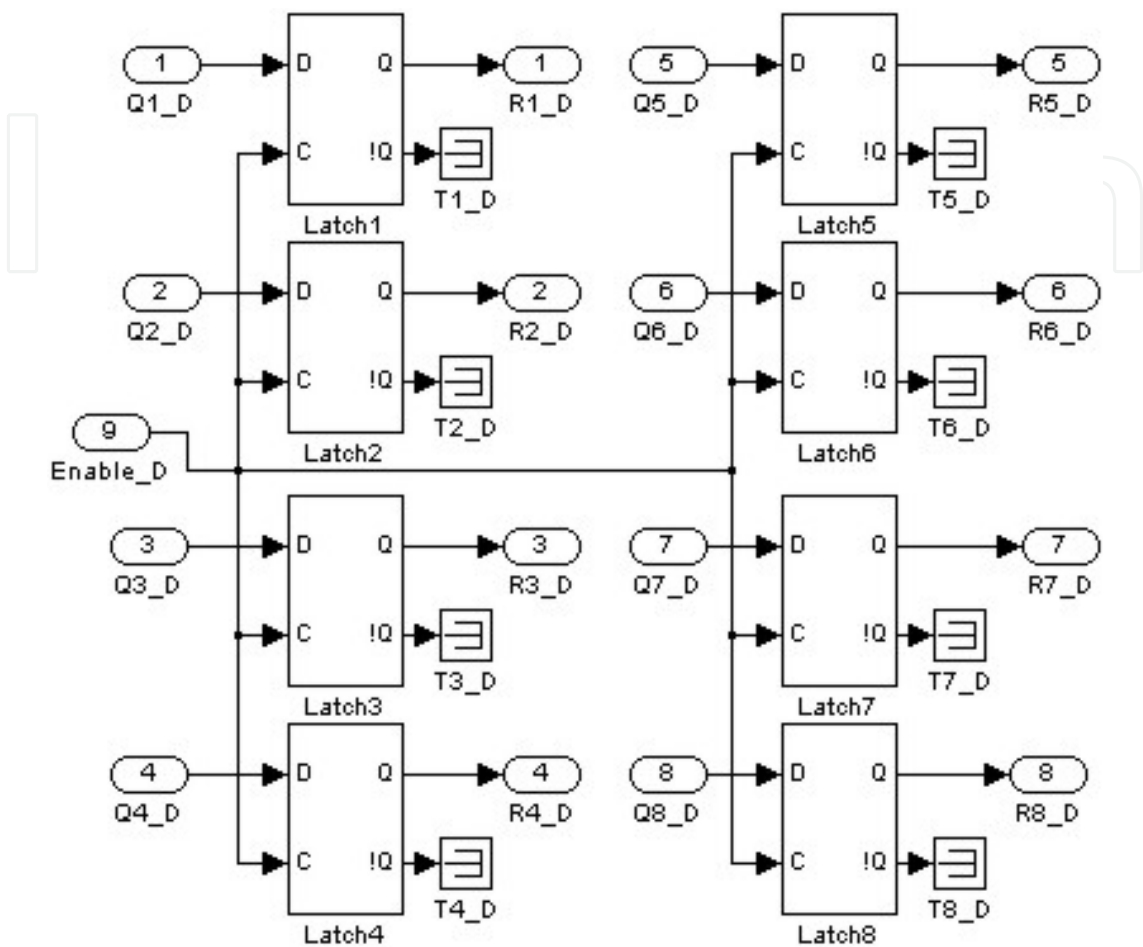 1 D Q 1 5 D Q 5
Q1_D R1_D Q5_D R5_D
C !Q C !Q
T1_D T5_D
Latch1 Latch5
2 D Q 2 6 D Q 6
Q2_D R2_D Q6_D R6_D
C !Q C !Q
T2_D T6_D
9
Latch2 Latch6
Enable_D
3 D Q 3 7 D Q 7
Q3_D R3_D Q7_D R7_D
C !Q C !Q
T3_D T7_D
Latch3 Latch7
4 D Q 4 8 D Q 8
Q4_D R4_D Q8_D R8_D
C !Q C !Q
T4_D T8_D
Latch4 Latch8